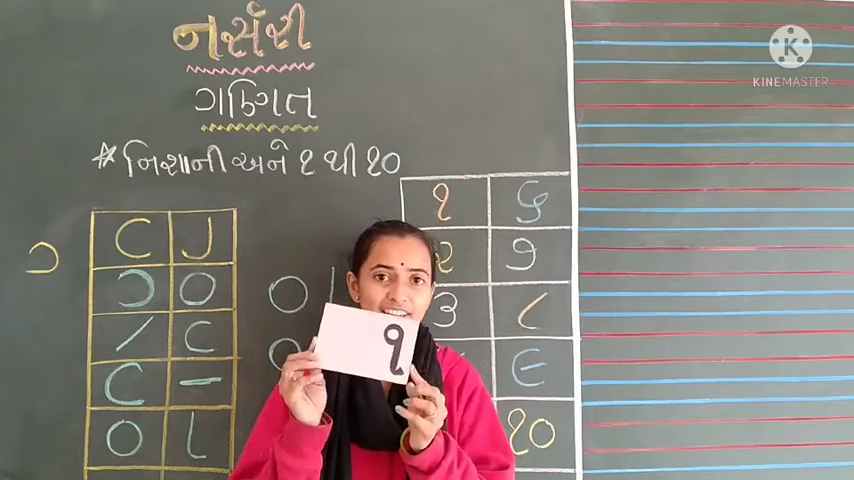 નર્સરી
ગણિત
* નિશાની અને ૧ થી ૧૦
૧ ૬
૨ ૭
૩ ૮
૯
૧૦
૧
K
KINEMASTER